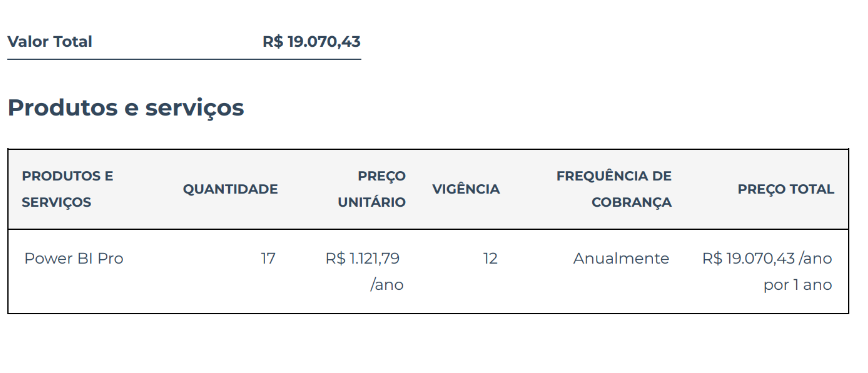 Valor Total R$ 19.070,43
Produtos e serviços
PRODUTOS E SERVIÇOS QUANTIDADE PREÇO UNITÁRIO VIGÊNCIA FREQUÊNCIA DE COBRANÇA PREÇO TOTAL
Power BI Pro 17 R$ 1.121,79 /ano 12 Anualmente R$ 19.070,43 /ano por 1 ano